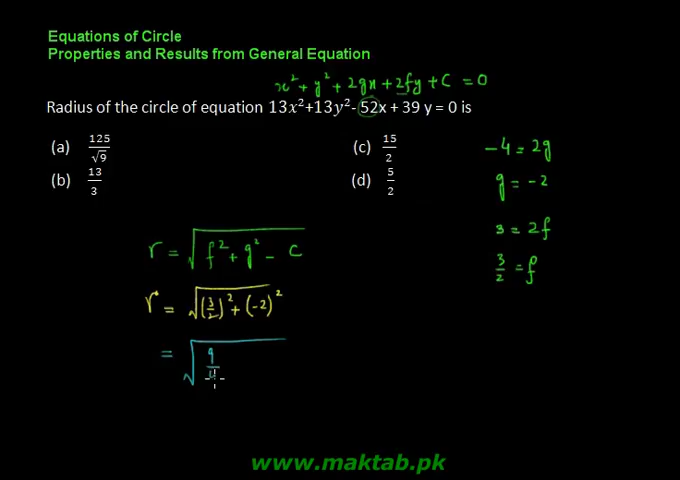 Equations of Circle
Properties and Results from General Equation
x² + y² + 2gx + 2fy + C = 0
Radius of the circle of equation 13x²+13y²- 52x + 39 y = 0 is
(a) 125/√9 (c) 15/2
(b) 13/3 (d) 5/2
-4 = 2g
g = -2
3 = 2f
3/2 = f
r = √(f² + g² - c)
r = √((3/2)² + (-2)²)
= √(9/4
www.maktab.pk